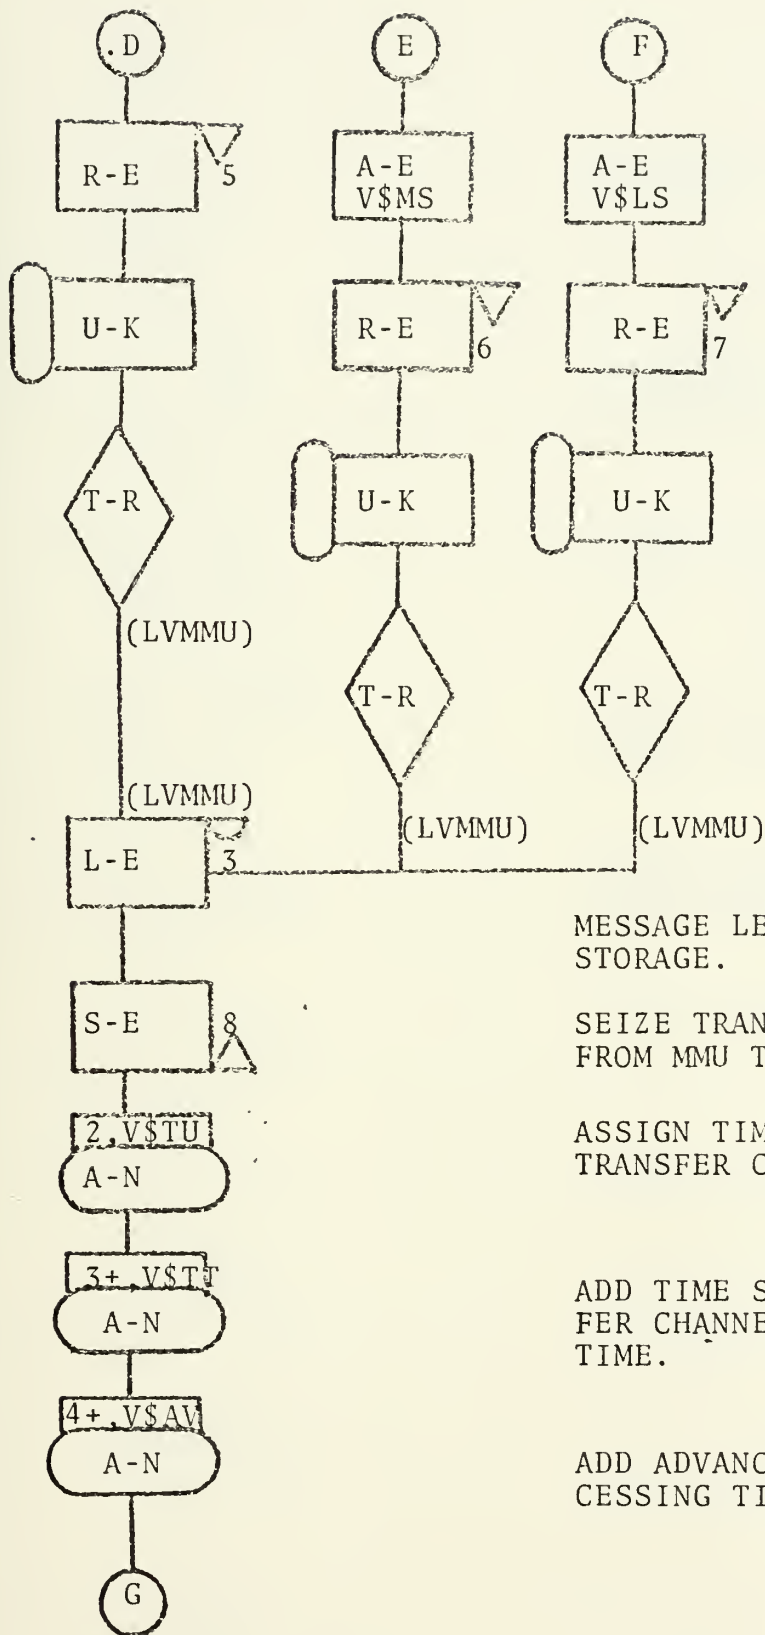 .D
E
F
R-E
5
A-E
V$MS
A-E
V$LS
U-K
R-E
6
R-E
7
T-R
U-K
U-K
(LVMMU)
T-R
T-R
(LVMMU)
(LVMMU)
(LVMMU)
L-E
3
MESSAGE LE
STORAGE.
S-E
8
SEIZE TRAN
FROM MMU T
2,V$TU
A-N
ASSIGN TIM
TRANSFER C
3+,V$TT
A-N
ADD TIME S
FER CHANNE
TIME.
4+,V$AV
A-N
ADD ADVANC
CESSING TI
G